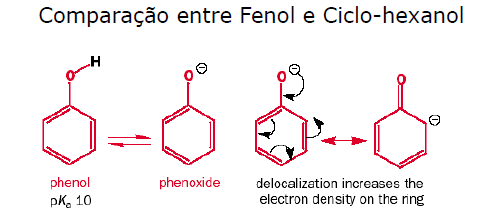 Comparação entre Fenol e Ciclo-hexanol
O H
O ⊖
O ⊖
O
⊖
phenol
pKa 10
phenoxide
delocalization increases the
electron density on the ring